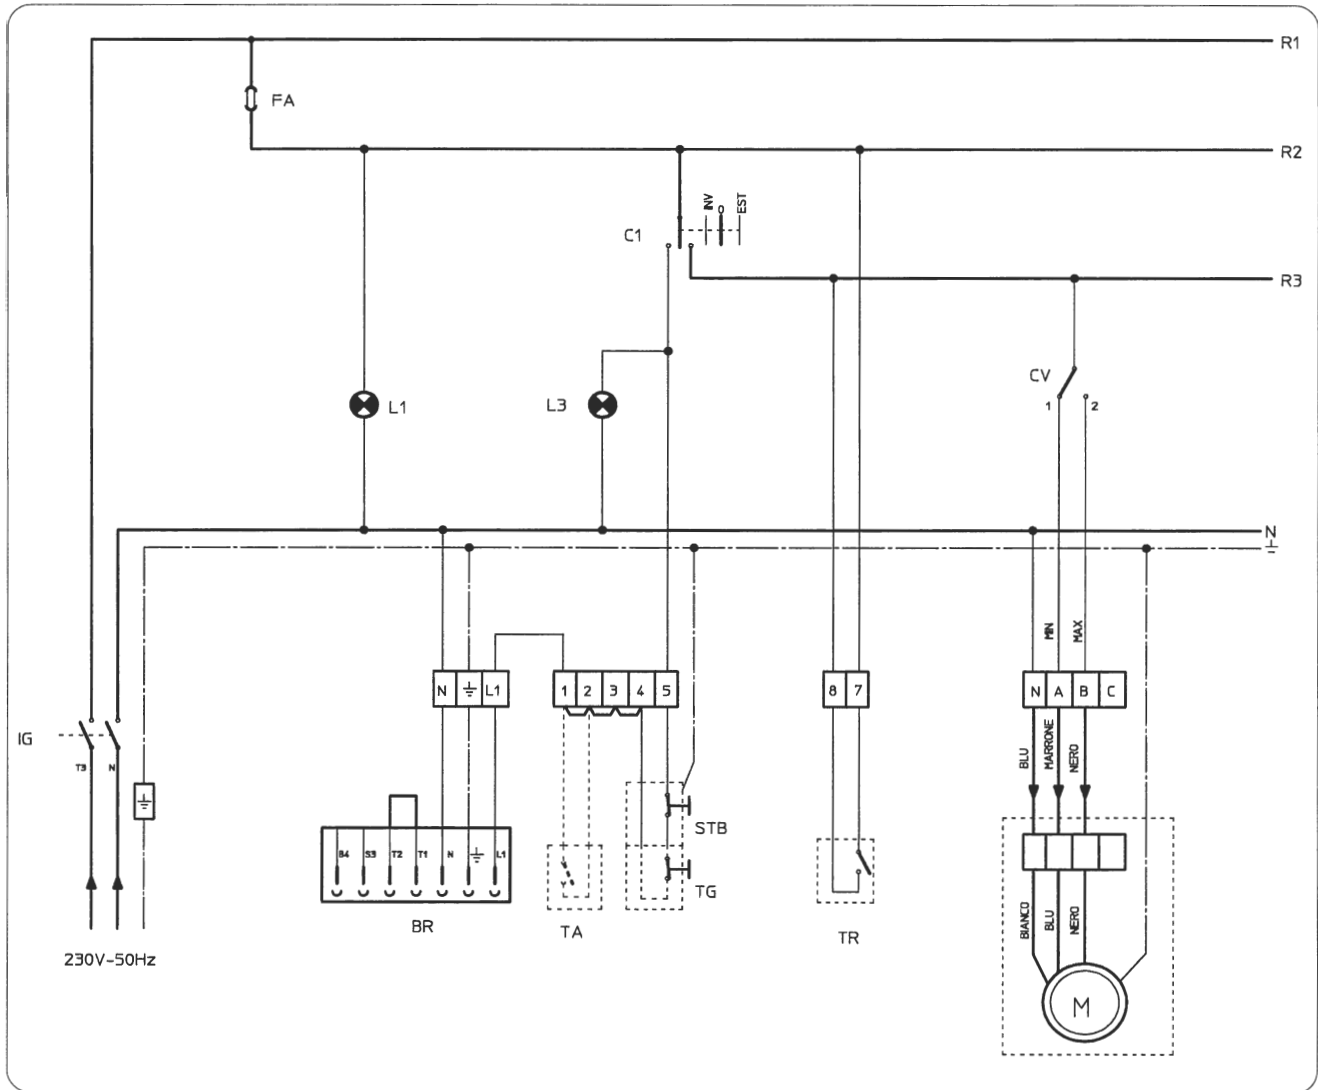 R1
FA
R2
INV
O
EST
C1
R3
CV
1
2
L1
L3
N
MIN
MAX
N
L1
1
2
3
4
5
8
7
N
A
B
C
IG
T3
N
BLU
MARRONE
NERO
STB
B4
S3
T2
T1
N
L1
TG
BR
TA
TR
BIANCO
BLU
NERO
230V-50Hz
M